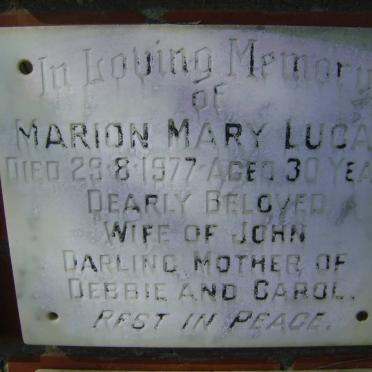 In Loving Memory
of
MARION MARY LUCA
DIED 29-8-1977-AGED 30 YEA
DEARLY BELOVED
WIFE OF JOHN
DARLING MOTHER OF
DEBBIE AND CAROL.
REST IN PEACE.